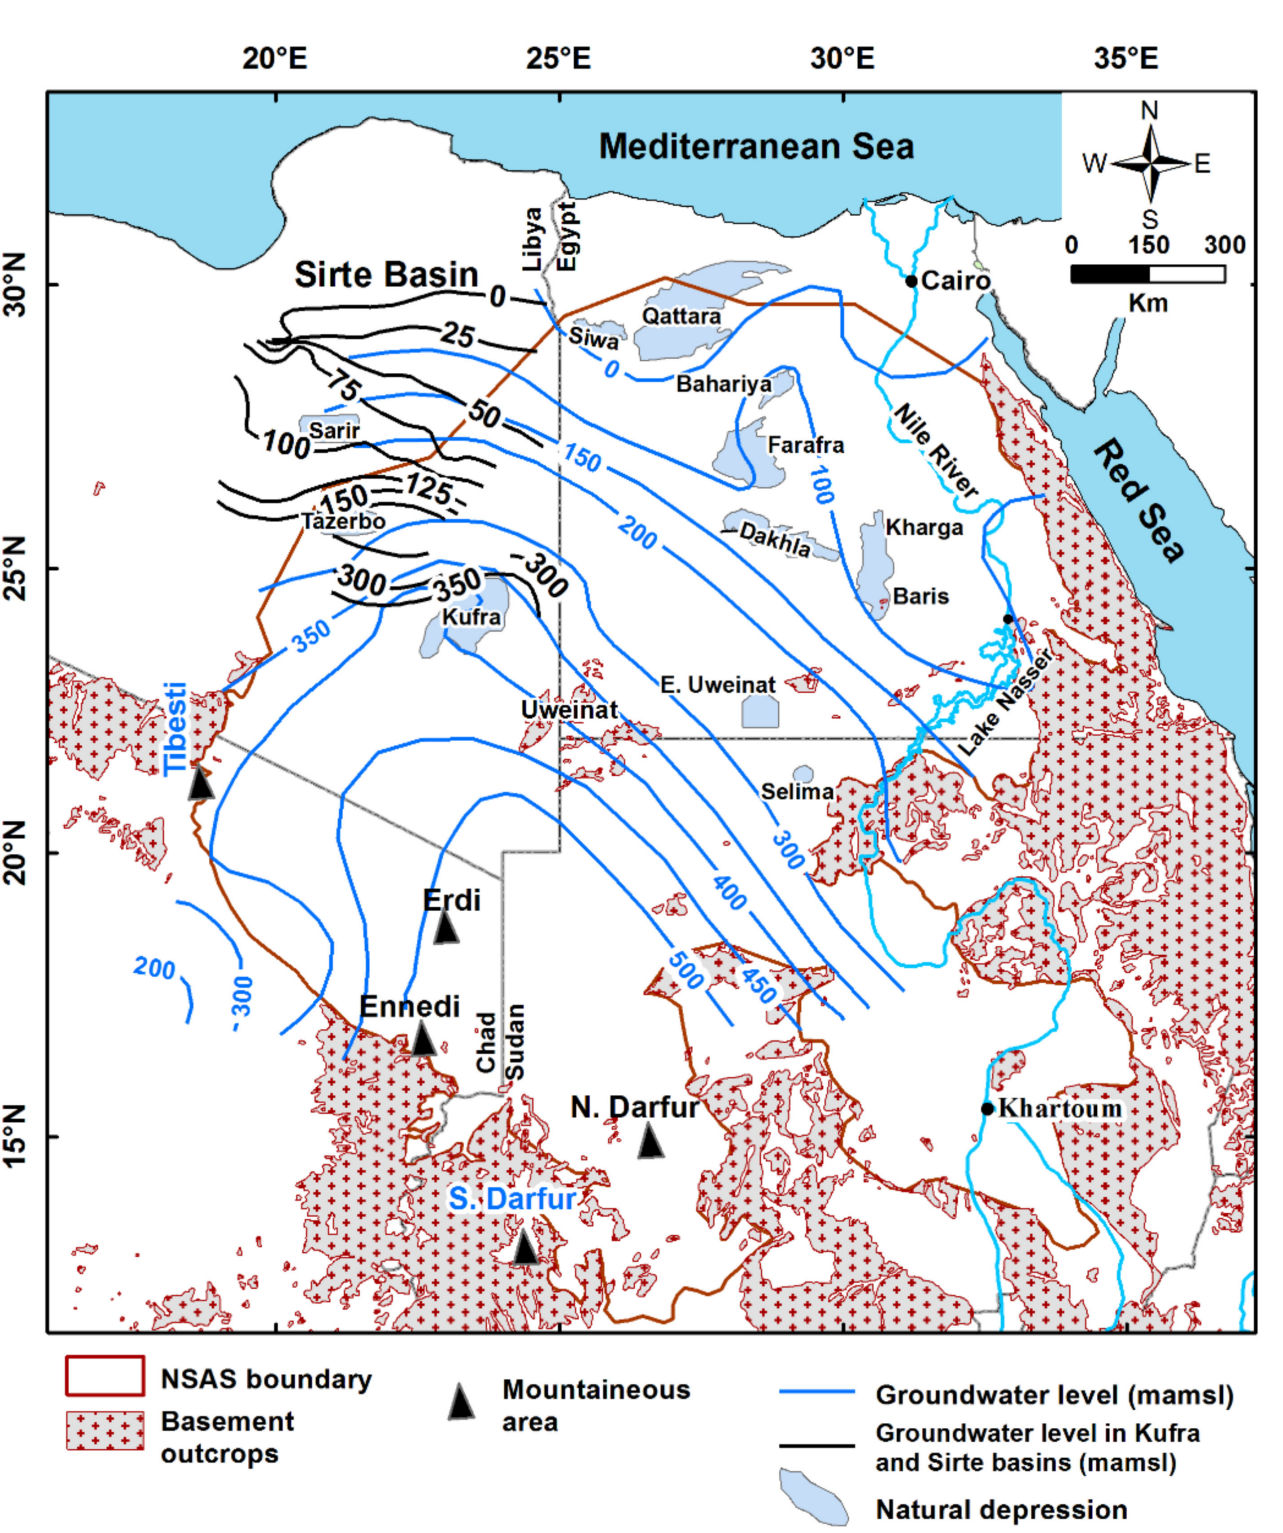 20°E 25°E 30°E 35°E
Mediterranean Sea
N
W E
S
0 150 300
Km
Libya
Egypt
30°N
Sirte Basin
0
Cairo
Qattara
25
Siwa
0
75
Bahariya
50
Nile River
Red Sea
100
Sarir
150
Farafra
100
125
150
Tazerbo
200
Kharga
Dakhla
25°N
300
350
300
Kufra
Baris
350
Lake Nasser
Tibesti
E. Uweinat
Uweinat
Selima
20°N
300
400
Erdi
200
300
500
450
Ennedi
Chad
Sudan
15°N
N. Darfur
Khartoum
S. Darfur
NSAS boundary
Basement
outcrops
Mountaineous
area
Groundwater level (mamsl)
Groundwater level in Kufra
and Sirte basins (mamsl)
Natural depression